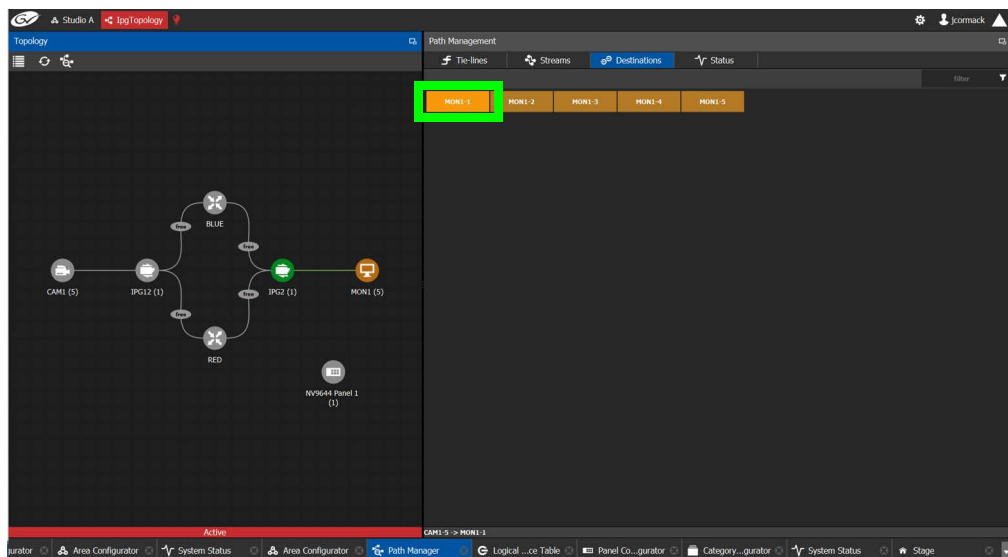 GV Studio A IpgTopology jcormack
Topology
Path Management
Tie-lines Streams Destinations Status
filter
MON1-1 MON1-2 MON1-3 MON1-4 MON1-5
BLUE
free
free
CAM1 (5) IPG12 (1) IPG2 (1) MON1 (5)
free
free
RED
NV9644 Panel 1
(1)
Active
CAM1-5 -> MON1-1
gurator Area Configurator System Status Area Configurator Path Manager Logical ...ce Table Panel Co...gurator Category...gurator System Status Stage